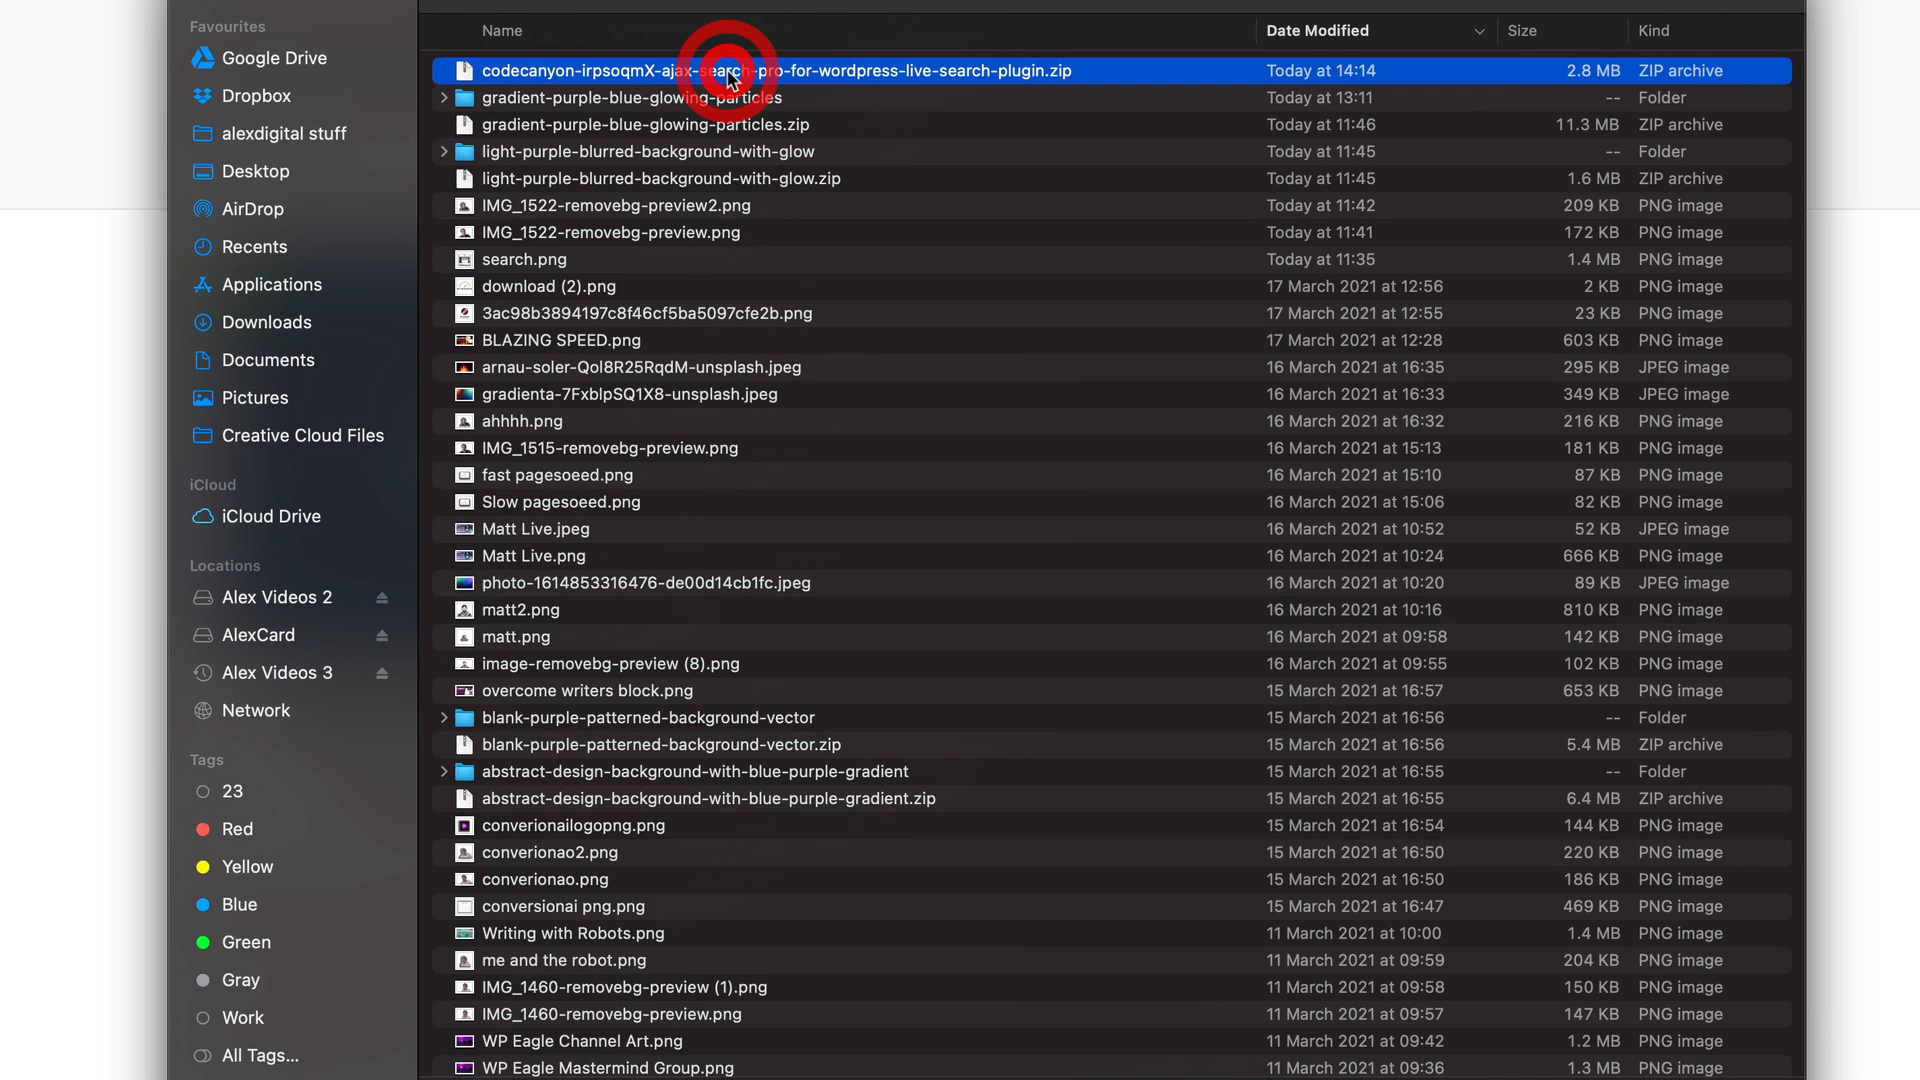 Favourites
Google Drive
Dropbox
alexdigital stuff
Desktop
AirDrop
Recents
Applications
Downloads
Documents
Pictures
Creative Cloud Files
iCloud
iCloud Drive
Locations
Alex Videos 2
AlexCard
Alex Videos 3
Network
Tags
23
Red
Yellow
Blue
Green
Gray
Work
All Tags...
Name Date Modified Size Kind
codecanyon-irpsoqmX-ajax-search-pro-for-wordpress-live-search-plugin.zip Today at 14:14 2.8 MB ZIP archive
gradient-purple-blue-glowing-particles Today at 13:11 -- Folder
gradient-purple-blue-glowing-particles.zip Today at 11:46 11.3 MB ZIP archive
light-purple-blurred-background-with-glow Today at 11:45 -- Folder
light-purple-blurred-background-with-glow.zip Today at 11:45 1.6 MB ZIP archive
IMG_1522-removebg-preview2.png Today at 11:42 209 KB PNG image
IMG_1522-removebg-preview.png Today at 11:41 172 KB PNG image
search.png Today at 11:35 1.4 MB PNG image
download (2).png 17 March 2021 at 12:56 2 KB PNG image
3ac98b3894197c8f46cf5ba5097cfe2b.png 17 March 2021 at 12:55 23 KB PNG image
BLAZING SPEED.png 17 March 2021 at 12:28 603 KB PNG image
arnau-soler-Qol8R25RqdM-unsplash.jpeg 16 March 2021 at 16:35 295 KB JPEG image
gradienta-7FxblpSQ1X8-unsplash.jpeg 16 March 2021 at 16:33 349 KB JPEG image
ahhhh.png 16 March 2021 at 16:32 216 KB PNG image
IMG_1515-removebg-preview.png 16 March 2021 at 15:13 181 KB PNG image
fast pagesoeed.png 16 March 2021 at 15:10 87 KB PNG image
Slow pagesoeed.png 16 March 2021 at 15:06 82 KB PNG image
Matt Live.jpeg 16 March 2021 at 10:52 52 KB JPEG image
Matt Live.png 16 March 2021 at 10:24 666 KB PNG image
photo-1614853316476-de00d14cb1fc.jpeg 16 March 2021 at 10:20 89 KB JPEG image
matt2.png 16 March 2021 at 10:16 810 KB PNG image
matt.png 16 March 2021 at 09:58 142 KB PNG image
image-removebg-preview (8).png 16 March 2021 at 09:55 102 KB PNG image
overcome writers block.png 15 March 2021 at 16:57 653 KB PNG image
blank-purple-patterned-background-vector 15 March 2021 at 16:56 -- Folder
blank-purple-patterned-background-vector.zip 15 March 2021 at 16:56 5.4 MB ZIP archive
abstract-design-background-with-blue-purple-gradient 15 March 2021 at 16:55 -- Folder
abstract-design-background-with-blue-purple-gradient.zip 15 March 2021 at 16:55 6.4 MB ZIP archive
converionailogopng.png 15 March 2021 at 16:54 144 KB PNG image
converionao2.png 15 March 2021 at 16:50 220 KB PNG image
converionao.png 15 March 2021 at 16:50 186 KB PNG image
conversionai png.png 15 March 2021 at 16:47 469 KB PNG image
Writing with Robots.png 11 March 2021 at 10:00 1.4 MB PNG image
me and the robot.png 11 March 2021 at 09:59 204 KB PNG image
IMG_1460-removebg-preview (1).png 11 March 2021 at 09:58 150 KB PNG image
IMG_1460-removebg-preview.png 11 March 2021 at 09:57 147 KB PNG image
WP Eagle Channel Art.png 11 March 2021 at 09:42 1.2 MB PNG image
WP Eagle Mastermind Group.png 11 March 2021 at 09:36 1.3 MB PNG image